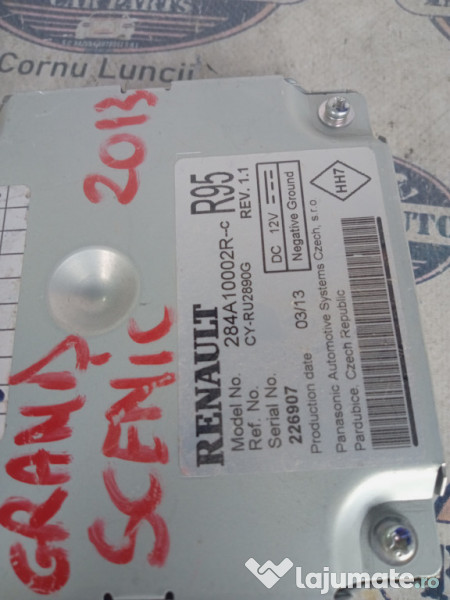 Cornu Luncii
GRAND
SCENIC
2013
RENAULT
Model No. 284A10002R-c R95
Ref. No. CY-RU2890G REV. 1.1
Serial No.
226907
DC 12V
Negative Ground
HH7
Production date 03/13
Panasonic Automotive Systems Czech, s.r.o
Pardubice, Czech Republic
AUTO
lajumate.ro